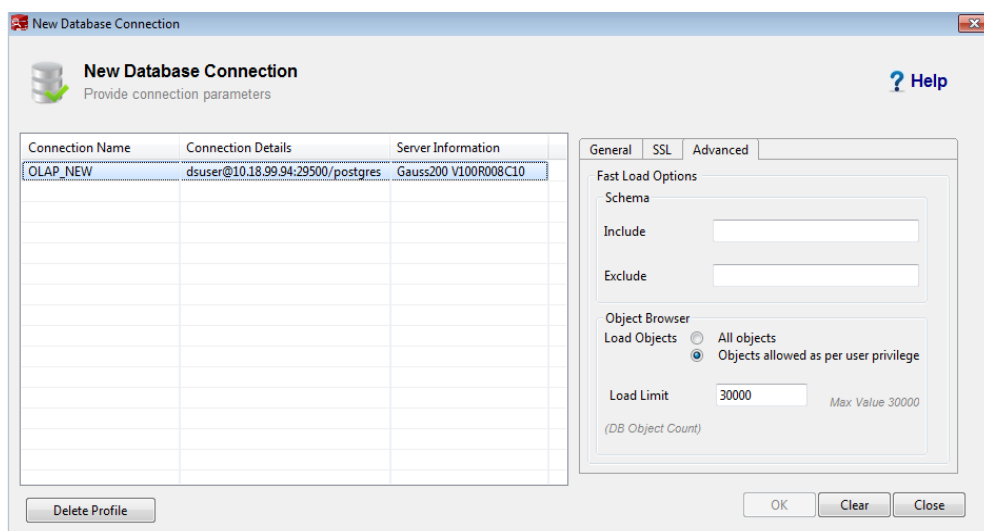 New Database Connection
New Database Connection
Provide connection parameters
? Help
Connection Name Connection Details Server Information
OLAP_NEW dsuser@10.18.99.94:29500/postgres Gauss200 V100R008C10
General SSL Advanced
Fast Load Options
Schema
Include
Exclude
Object Browser
Load Objects All objects
Objects allowed as per user privilege
Load Limit 30000 Max Value 30000
(DB Object Count)
Delete Profile OK Clear Close